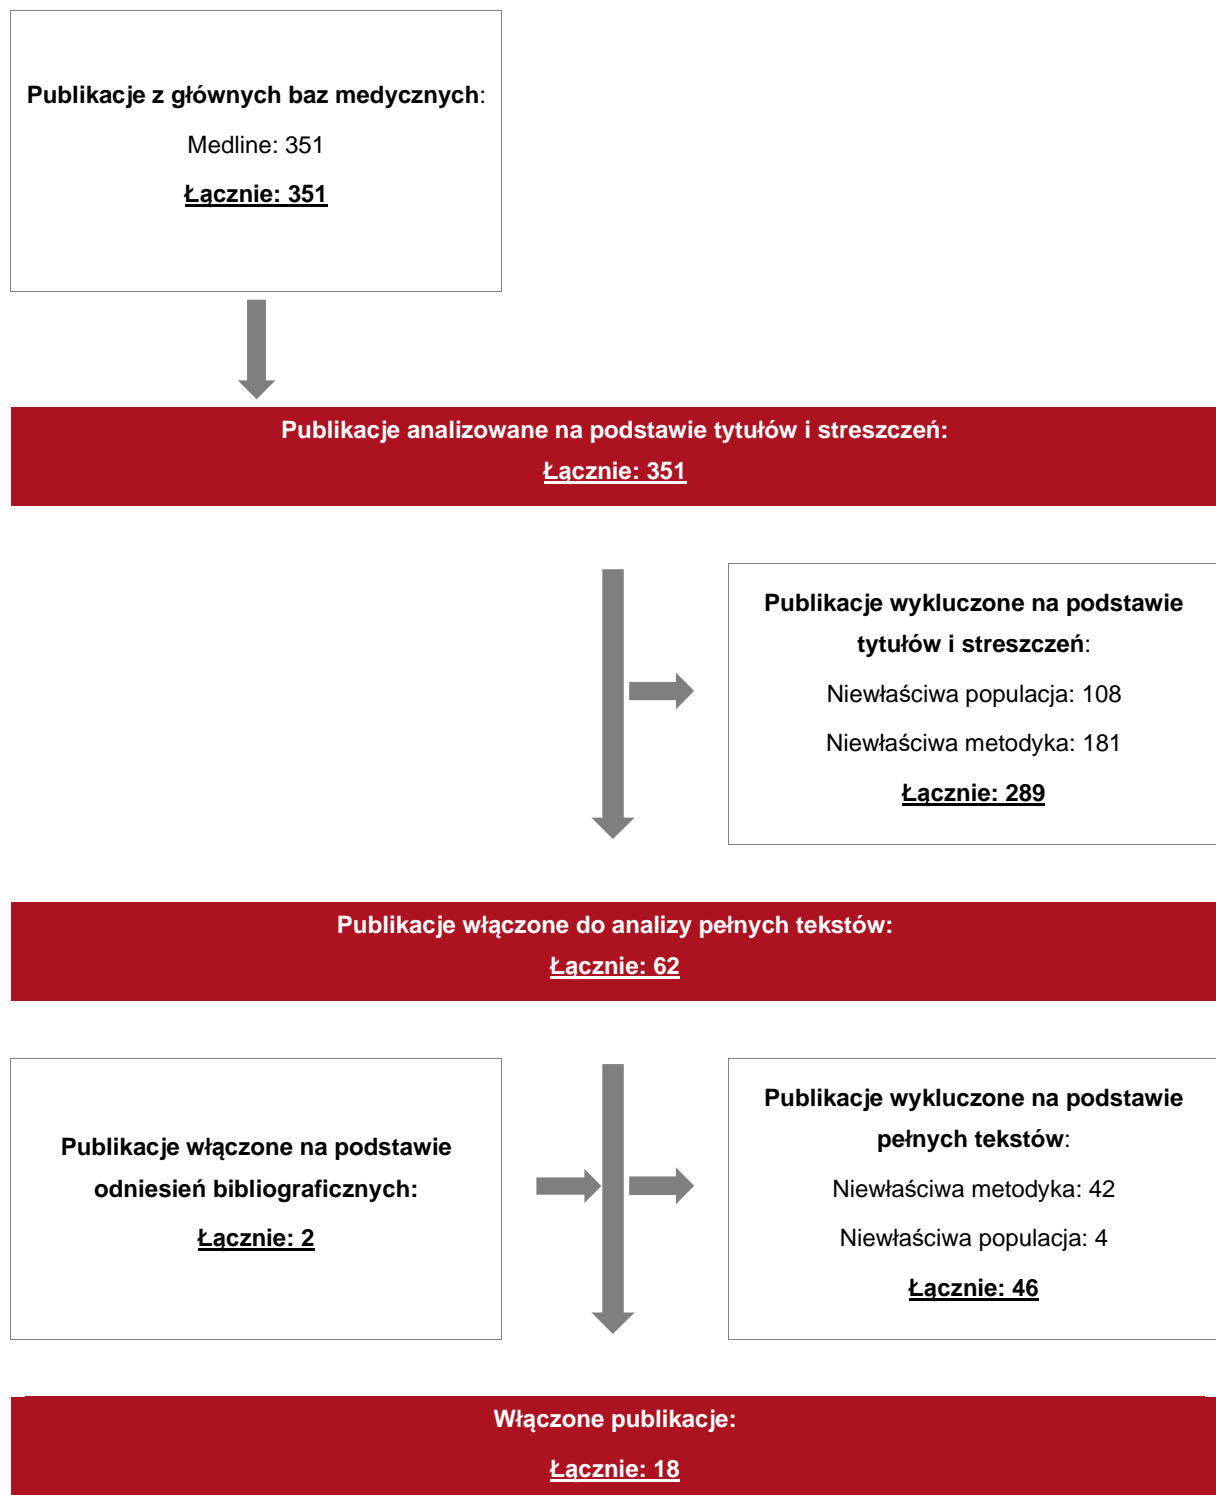 Publikacje z głównych baz medycznych:
Medline: 351
Łącznie: 351
Publikacje analizowane na podstawie tytułów i streszczeń:
Łącznie: 351
Publikacje wykluczone na podstawie
tytułów i streszczeń:
Niewłaściwa populacja: 108
Niewłaściwa metodyka: 181
Łącznie: 289
Publikacje włączone do analizy pełnych tekstów:
Łącznie: 62
Publikacje włączone na podstawie
odniesień bibliograficznych:
Łącznie: 2
Publikacje wykluczone na podstawie
pełnych tekstów:
Niewłaściwa metodyka: 42
Niewłaściwa populacja: 4
Łącznie: 46
Włączone publikacje:
Łącznie: 18